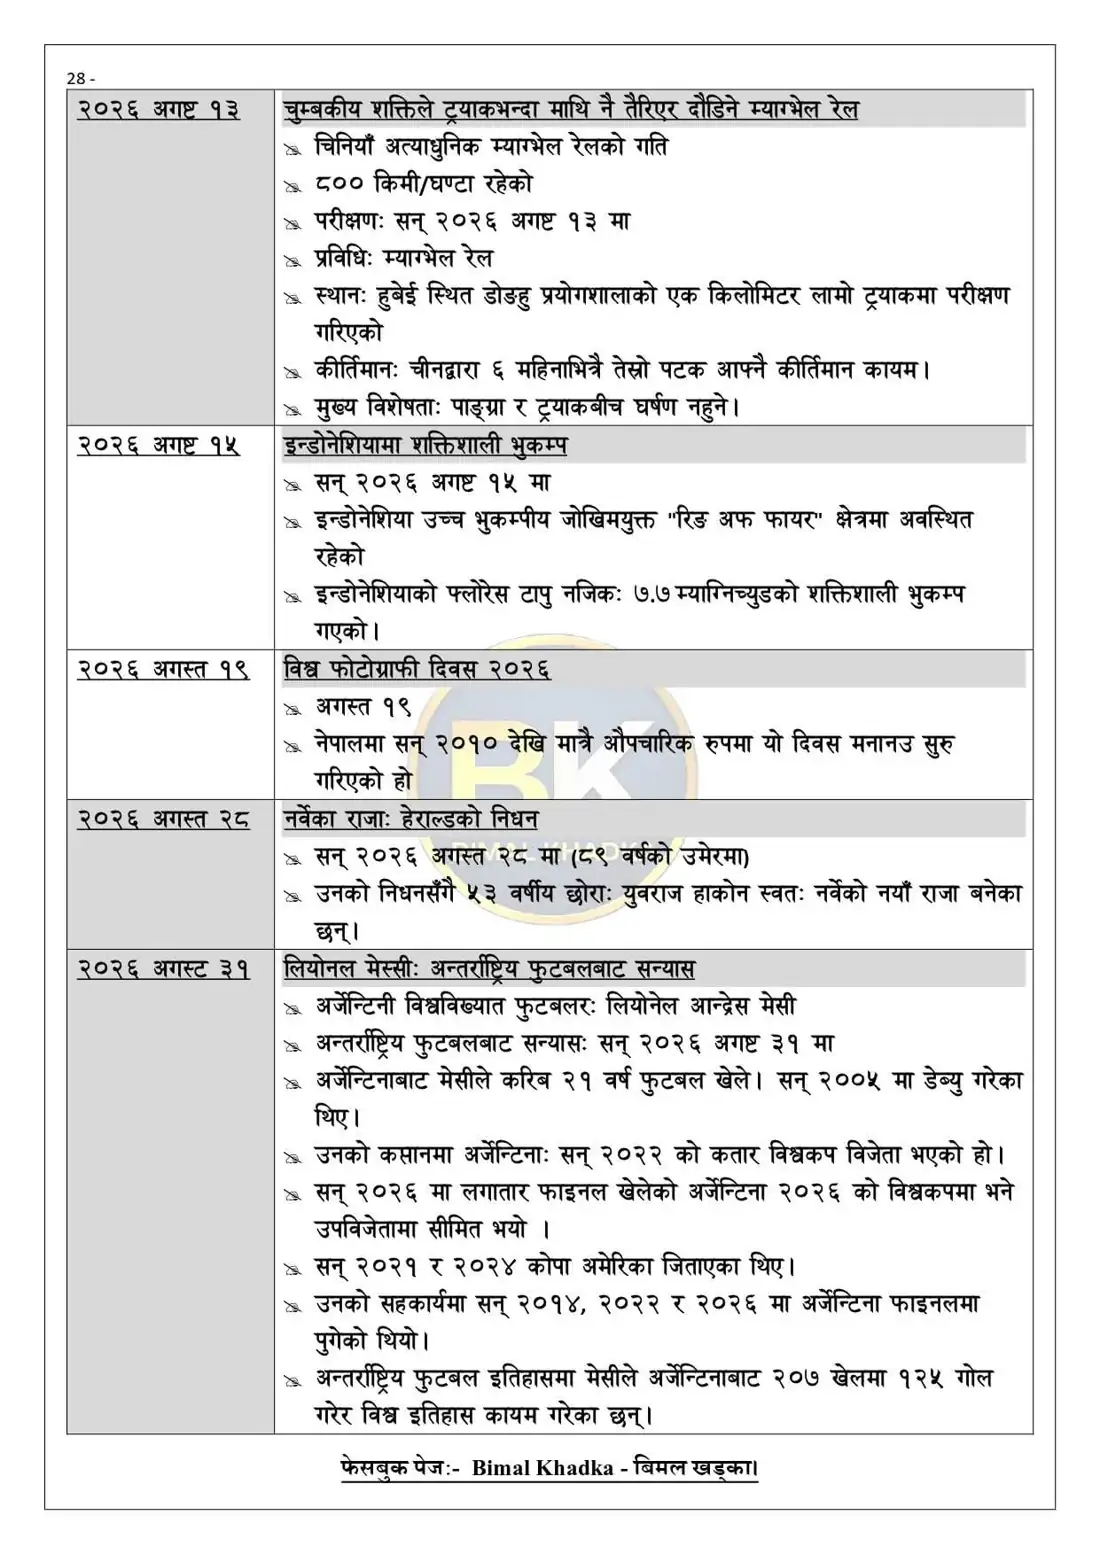 28 -
२०२६ अगष्ट १३
चुम्बकीय शक्तिले ट्र्याकभन्दा माथि नै तैरिएर दौडिने म्याग्भेल रेल
चिनियाँ अत्याधुनिक म्याग्भेल रेलको गति
८०० किमी/घण्टा रहेको
परीक्षणः सन् २०२६ अगष्ट १३ मा
प्रविधिः म्याग्भेल रेल
स्थानः हुबेई स्थित डोङहु प्रयोगशालाको एक किलोमिटर लामो ट्र्याकमा परीक्षण
गरिएको
कीर्तिमानः चीनद्वारा ६ महिनाभित्रै तेस्रो पटक आफ्नै कीर्तिमान कायम।
मुख्य विशेषताः पाङ्ग्रा र ट्र्याकबीच घर्षण नहुने।
२०२६ अगष्ट १५
इन्डोनेशियामा शक्तिशाली भुकम्प
सन् २०२६ अगष्ट १५ मा
इन्डोनेशिया उच्च भुकम्पीय जोखिमयुक्त "रिङ अफ फायर" क्षेत्रमा अवस्थित
रहेको
इन्डोनेशियाको फ्लोरेस टापु नजिकः ७.७ म्याग्निच्युडको शक्तिशाली भुकम्प
गएको।
२०२६ अगस्त १९
विश्व फोटोग्राफी दिवस २०२६
अगस्त १९
नेपालमा सन् २०१० देखि मात्रै औपचारिक रुपमा यो दिवस मनानउ सुरु
गरिएको हो
२०२६ अगस्त २८
नर्वेका राजाः हेराल्डको निधन
सन् २०२६ अगस्त २८ मा (८९ वर्षको उमेरमा)
उनको निधनसँगै ५३ वर्षीय छोराः युवराज हाकोन स्वतः नर्वेको नयाँ राजा बनेका
छन्।
२०२६ अगस्ट ३१
लियोनल मेस्सीः अन्तर्राष्ट्रिय फुटबलबाट सन्यास
अर्जेन्टिनी विश्वविख्यात फुटबलरः लियोनेल आन्द्रेस मेसी
अन्तर्राष्ट्रिय फुटबलबाट सन्यासः सन् २०२६ अगष्ट ३१ मा
अर्जेन्टिनाबाट मेसीले करिब २१ वर्ष फुटबल खेले। सन् २००५ मा डेब्यु गरेका
थिए।
उनको कप्तानमा अर्जेन्टिनाः सन् २०२२ को कतार विश्वकप विजेता भएको हो।
सन् २०२६ मा लगातार फाइनल खेलेको अर्जेन्टिना २०२६ को विश्वकपमा भने
उपविजेतामा सीमित भयो ।
सन् २०२१ र २०२४ कोपा अमेरिका जिताएका थिए।
उनको सहकार्यमा सन् २०१४, २०२२ र २०२६ मा अर्जेन्टिना फाइनलमा
पुगेको थियो।
अन्तर्राष्ट्रिय फुटबल इतिहासमा मेसीले अर्जेन्टिनाबाट २०७ खेलमा १२५ गोल
गरेर विश्व इतिहास कायम गरेका छन्।
BK
BIMAL KHADKA
फेसबुक पेजः- Bimal Khadka - बिमल खड्का।